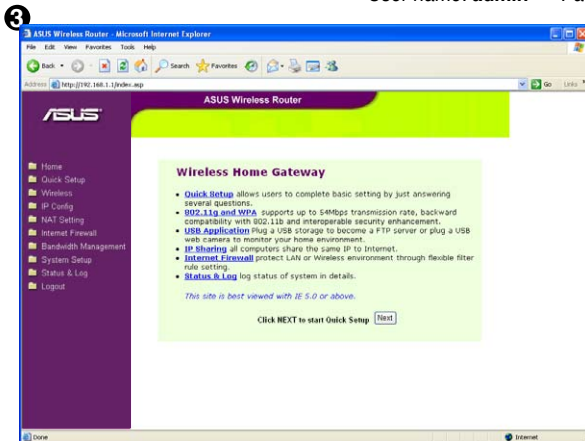 User name: admin
3
ASUS Wireless Router - Microsoft Internet Explorer
File Edit View Favorites Tools Help
Back Search Favorites
Address http://192.168.1.1/index.asp Go Links
ASUS Wireless Router
ASUS
Home
Quick Setup
Wireless
IP Config
NAT Setting
Internet Firewall
Bandwidth Management
System Setup
Status & Log
Logout
Wireless Home Gateway
• Quick Setup allows users to complete basic setting by just answering
several questions.
• 802.11g and WPA supports up to 54Mbps transmission rate, backward
compatibility with 802.11b and interoperable security enhancement.
• USB Application Plug a USB storage to become a FTP server or plug a USB
web camera to monitor your home environment.
• IP Sharing all computers share the same IP to Internet.
• Internet Firewall protect LAN or Wireless environment through flexible filter
rule setting.
• Status & Log log status of system in details.
This site is best viewed with IE 5.0 or above.
Click NEXT to start Quick Setup Next
Done Internet